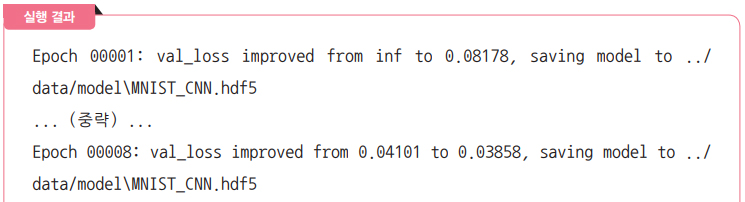 실행 결과
Epoch 00001: val_loss improved from inf to 0.08178, saving model to ../
data/model\MNIST_CNN.hdf5
... (중략) ...
Epoch 00008: val_loss improved from 0.04101 to 0.03858, saving model to ../
data/model\MNIST_CNN.hdf5